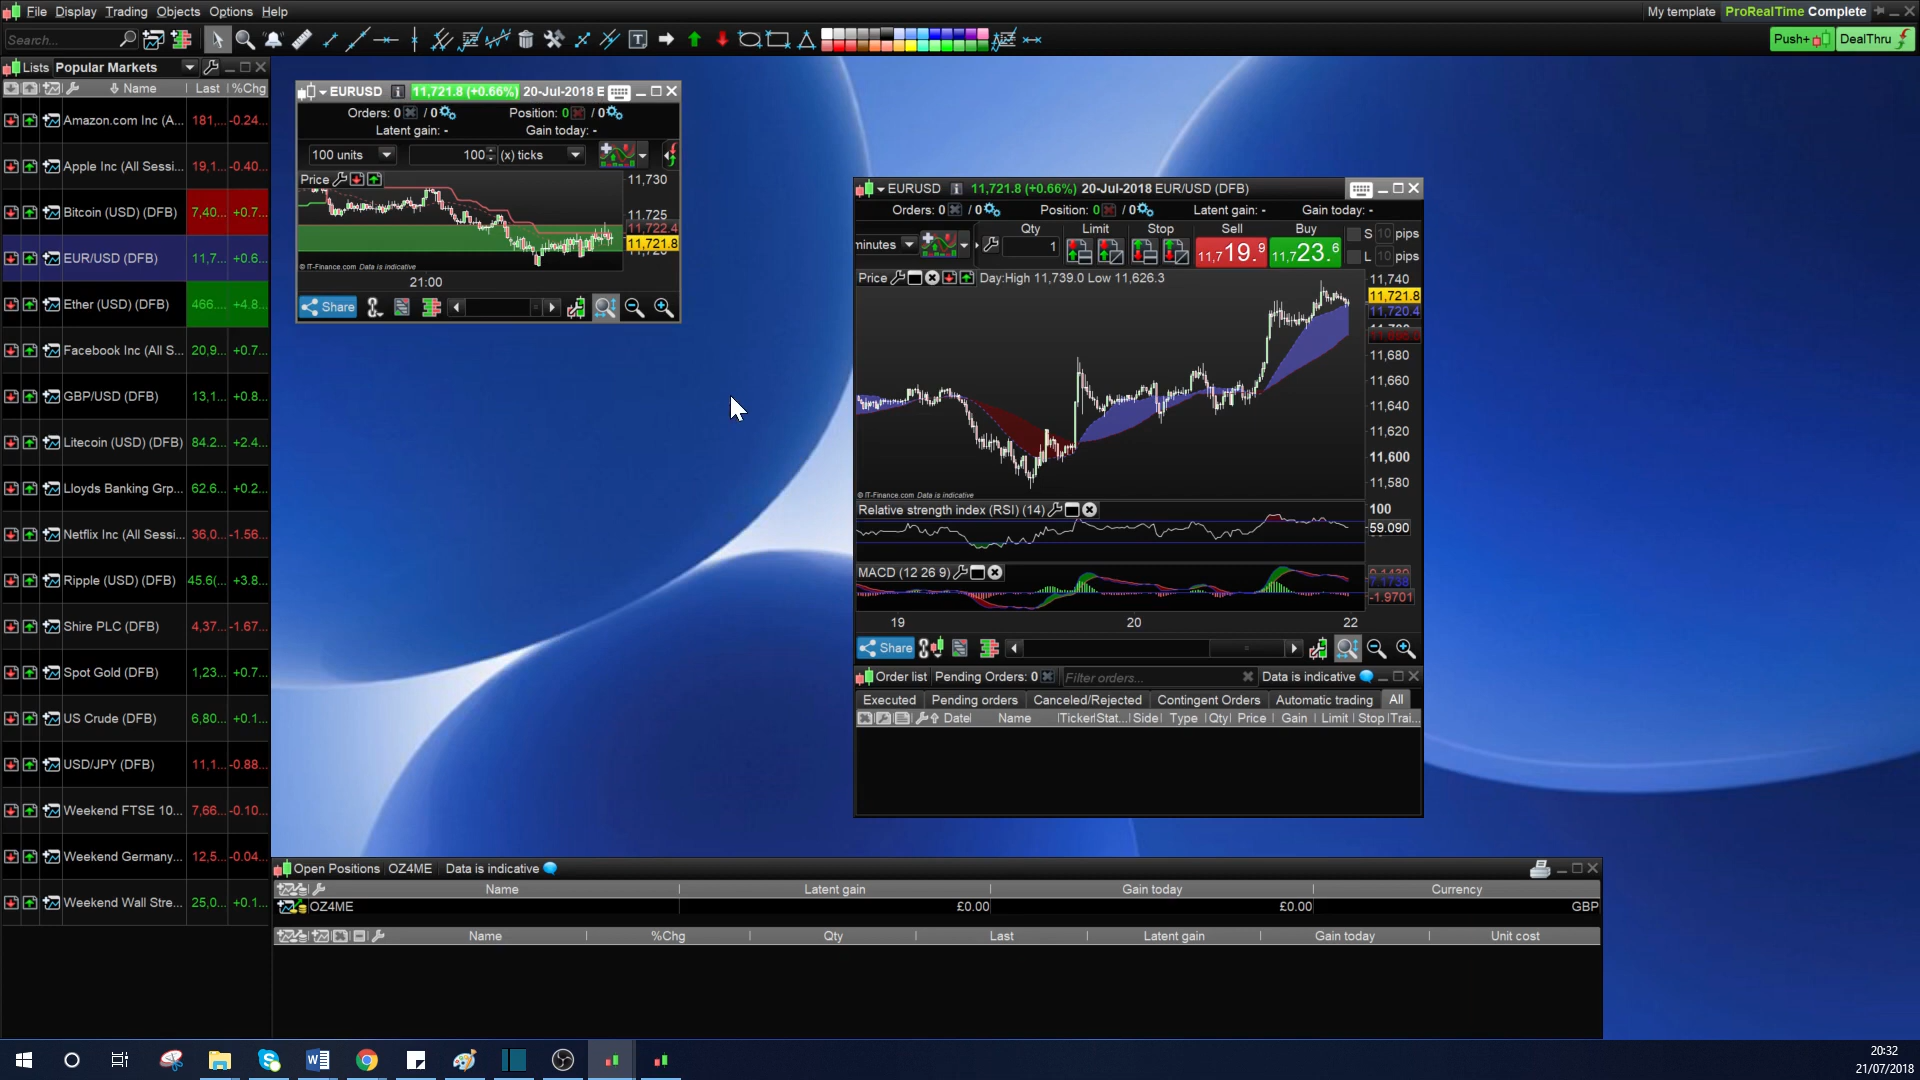 File Display Trading Objects Options Help
My template ProRealTime Complete
Search...
Push+ DealThru
Lists Popular Markets
Name Last %Chg
Amazon.com Inc (A... 181,... -0.24...
Apple Inc (All Sessi... 19,1... -0.40...
Bitcoin (USD) (DFB) 7,40... +0.7...
EUR/USD (DFB) 11,7... +0.6...
Ether (USD) (DFB) 466.... +4.8...
Facebook Inc (All S... 20,9... +0.7...
GBP/USD (DFB) 13,1... +0.8...
Litecoin (USD) (DFB) 84.2... +2.4...
Lloyds Banking Grp... 62.6... +0.2...
Netflix Inc (All Sessi... 36,0... -1.56...
Ripple (USD) (DFB) 45.6(... +3.8...
Shire PLC (DFB) 4,37... -1.67...
Spot Gold (DFB) 1,23... +0.7...
US Crude (DFB) 6,80... +0.1...
USD/JPY (DFB) 11,1... -0.88...
Weekend FTSE 10... 7,66... -0.10...
Weekend Germany... 12,5... -0.04...
Weekend Wall Stre... 25,0... +0.1...
EURUSD 11,721.8 (+0.66%) 20-Jul-2018 E
Orders: 0 / 0 Position: 0 / 0
Latent gain: - Gain today: -
100 units 100 (x) ticks
Price
11,730
11,725
11,722.4
11,721.8
© IT-Finance.com Data is indicative
21:00
Share
EURUSD 11,721.8 (+0.66%) 20-Jul-2018 EUR/USD (DFB)
Orders: 0 / 0 Position: 0 / 0 Latent gain: - Gain today: -
Qty Limit Stop Sell Buy S 10 pips
minutes 1 11,719.9 11,723.6 L 10 pips
Price Day:High 11,739.0 Low 11,626.3
11,740
11,721.8
11,720.4
11,680
11,660
11,640
11,620
11,600
11,580
© IT-Finance.com Data is indicative
Relative strength index (RSI) (14)
100
59.090
MACD (12 26 9)
7.1738
-1.9701
19 20 22
Share
Order list Pending Orders: 0 Filter orders... Data is indicative
Executed Pending orders Canceled/Rejected Contingent Orders Automatic trading All
Date Name Ticker Stat... Side Type Qty Price Gain Limit Stop Trai...
Open Positions OZ4ME Data is indicative
Name Latent gain Gain today Currency
OZ4ME £0.00 £0.00 GBP
Name %Chg Qty Last Latent gain Gain today Unit cost
20:32
21/07/2018